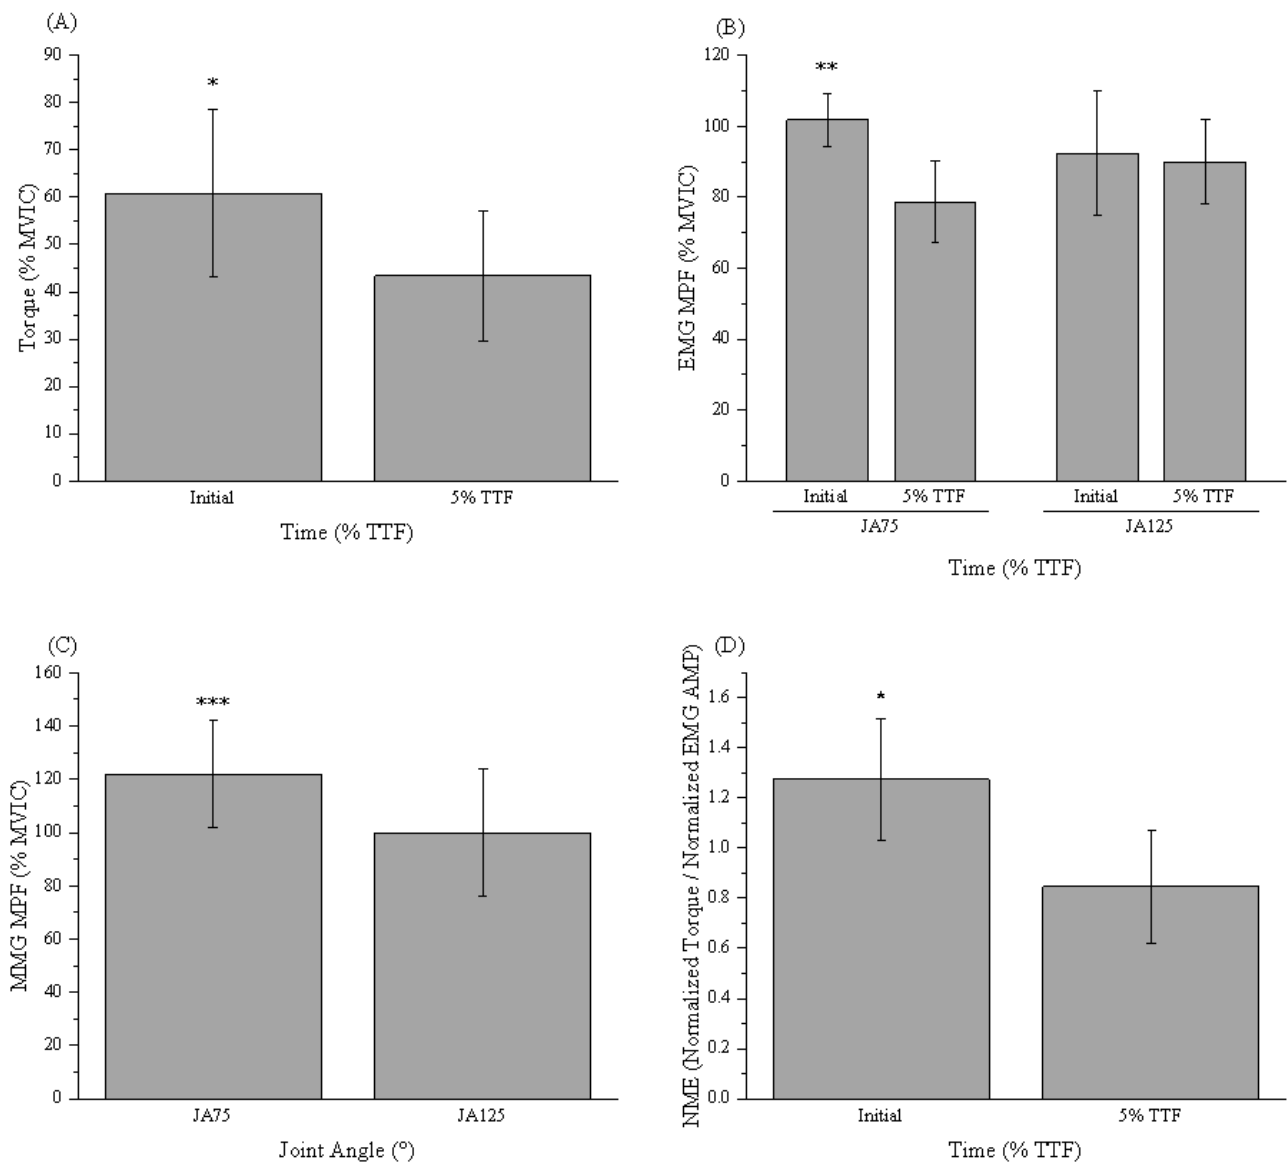 (A)
Torque (% MVIC)
90
80
70
60
50
40
30
20
10
0
*
Initial
5% TTF
Time (% TTF)
(B)
EMG MPF (% MVIC)
120
100
80
60
40
20
0
**
Initial 5% TTF Initial 5% TTF
JA75 JA125
Time (% TTF)
(C)
MMG MPF (% MVIC)
160
140
120
100
80
60
40
20
0
***
JA75
JA125
Joint Angle (°)
(D)
NME (Normalized Torque / Normalized EMG AMP)
1.6
1.4
1.2
1.0
0.8
0.6
0.4
0.2
0.0
*
Initial
5% TTF
Time (% TTF)